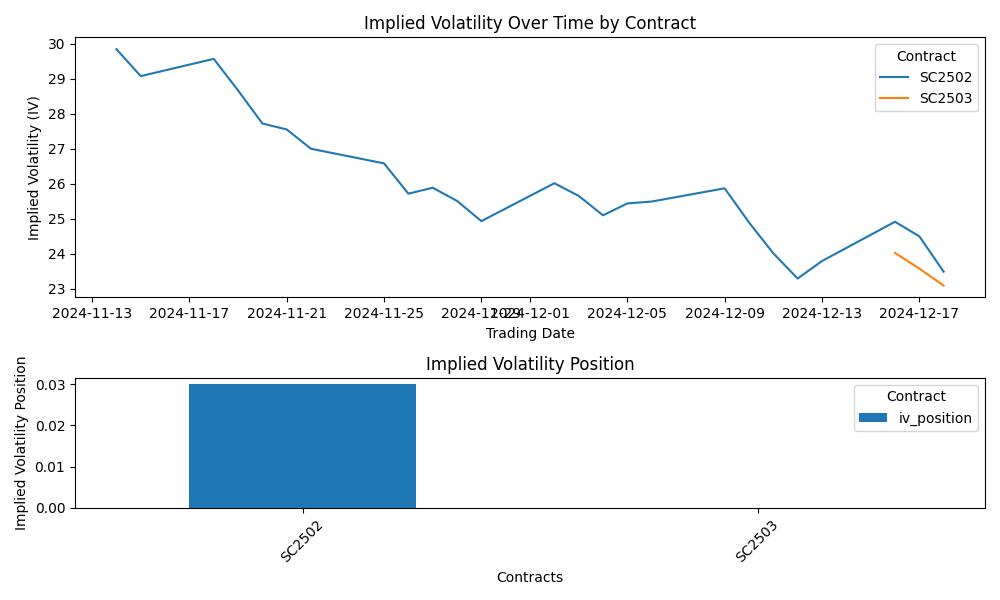 Implied Volatility Over Time by Contract
Implied Volatility (IV)
30
29
28
27
26
25
24
23
Contract
SC2502
SC2503
2024-11-13 2024-11-17 2024-11-21 2024-11-25 2024-11-29 2024-12-01 2024-12-05 2024-12-09 2024-12-13 2024-12-17
Trading Date
Implied Volatility Position
Implied Volatility Position
0.03
0.02
0.01
0.00
Contract
iv_position
SC2502 SC2503
Contracts